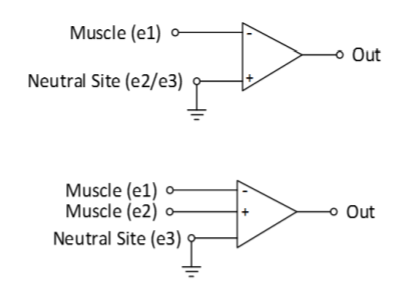 Muscle (e1)
-
Out
Neutral Site (e2/e3)
+
Muscle (e1)
-
Muscle (e2)
+
Out
Neutral Site (e3)